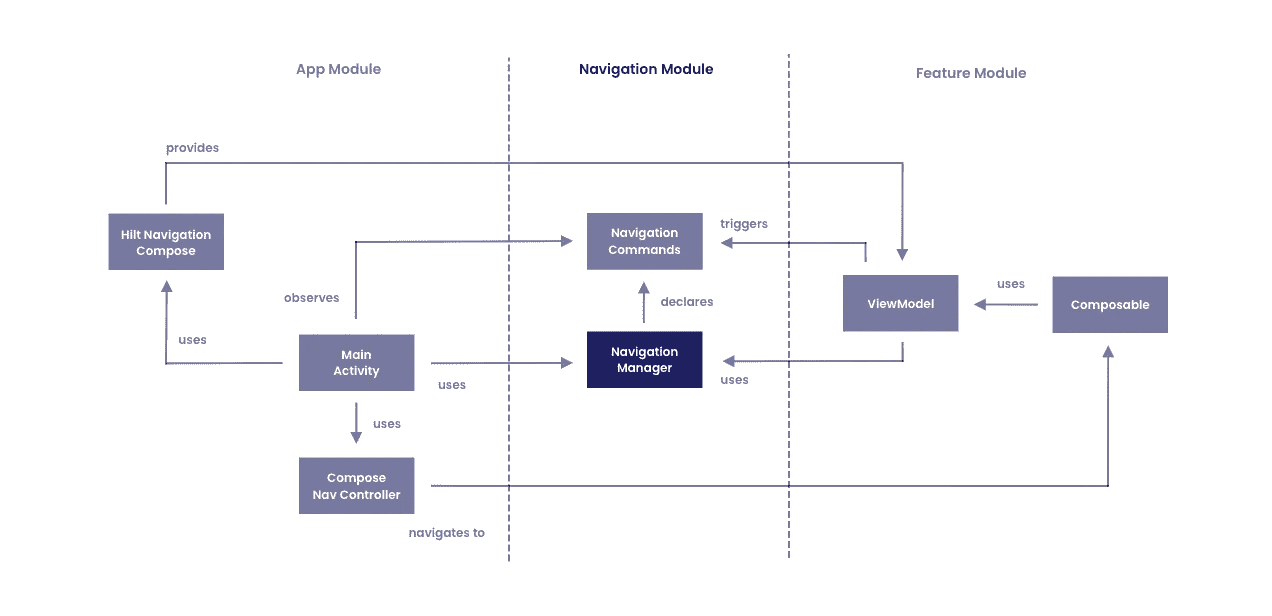 App Module
Navigation Module
Feature Module
provides
Hilt Navigation
Compose
Navigation
Commands
triggers
observes
declares
ViewModel
uses
Composable
uses
Main
Activity
uses
Navigation
Manager
uses
uses
Compose
Nav Controller
navigates to